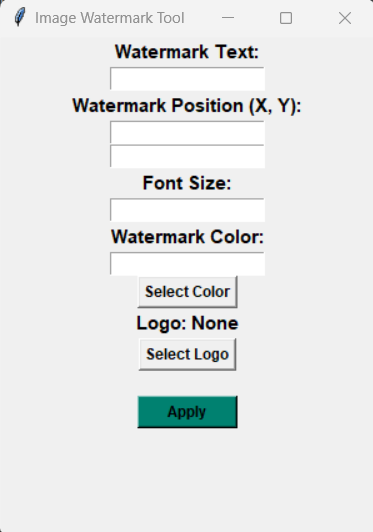 Image Watermark Tool
Watermark Text:
Watermark Position (X, Y):
Font Size:
Watermark Color:
Select Color
Logo: None
Select Logo
Apply